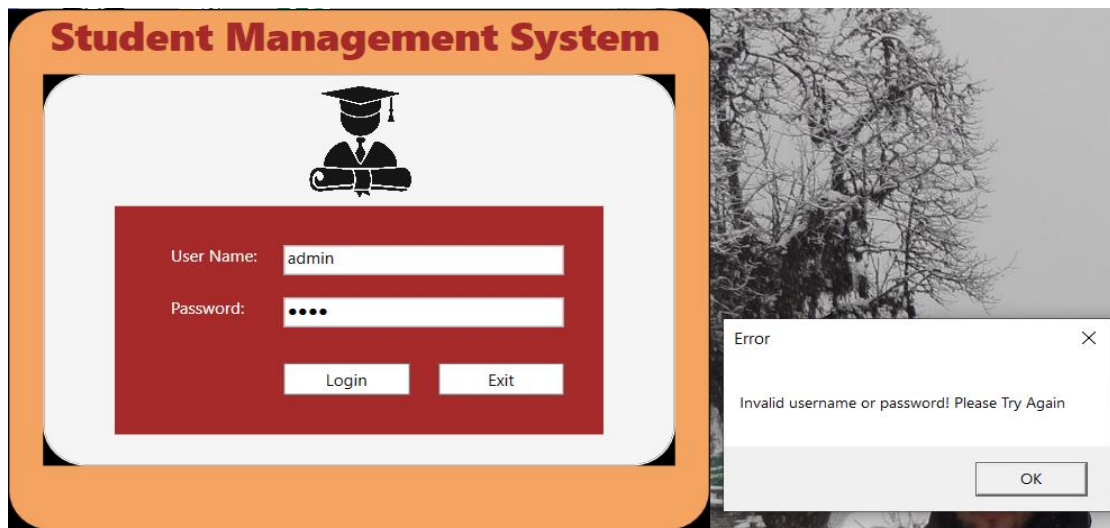 Student Management System
User Name:
admin
Password:
Login
Exit
Error
Invalid username or password! Please Try Again
OK